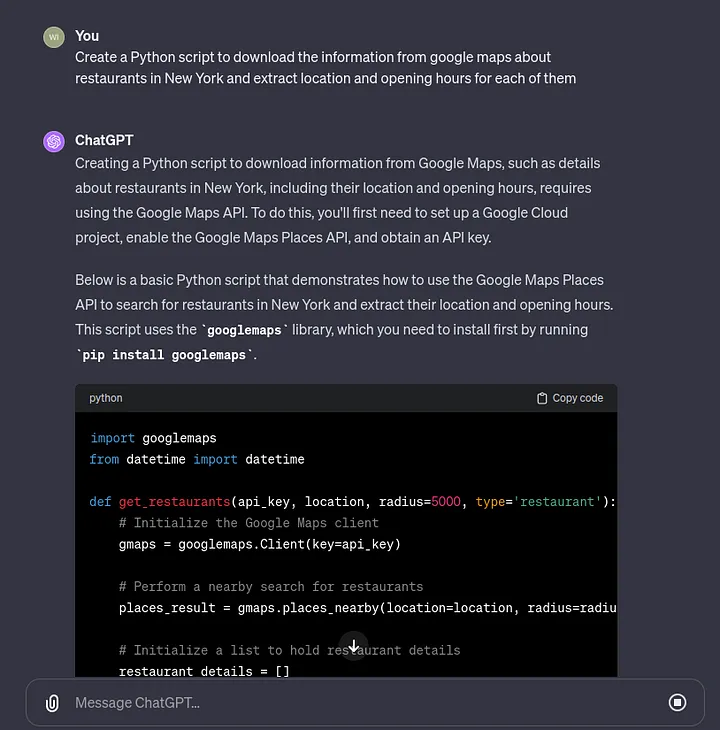 WI
You
Create a Python script to download the information from google maps about
restaurants in New York and extract location and opening hours for each of them
ChatGPT
Creating a Python script to download information from Google Maps, such as details
about restaurants in New York, including their location and opening hours, requires
using the Google Maps API. To do this, you'll first need to set up a Google Cloud
project, enable the Google Maps Places API, and obtain an API key.
Below is a basic Python script that demonstrates how to use the Google Maps Places
API to search for restaurants in New York and extract their location and opening hours.
This script uses the `googlemaps` library, which you need to install first by running
`pip install googlemaps`.
python
Copy code
import googlemaps
from datetime import datetime
def get_restaurants(api_key, location, radius=5000, type='restaurant'):
# Initialize the Google Maps client
gmaps = googlemaps.Client(key=api_key)
# Perform a nearby search for restaurants
places_result = gmaps.places_nearby(location=location, radius=radiu
# Initialize a list to hold restaurant details
restaurant_details = []
Message ChatGPT...